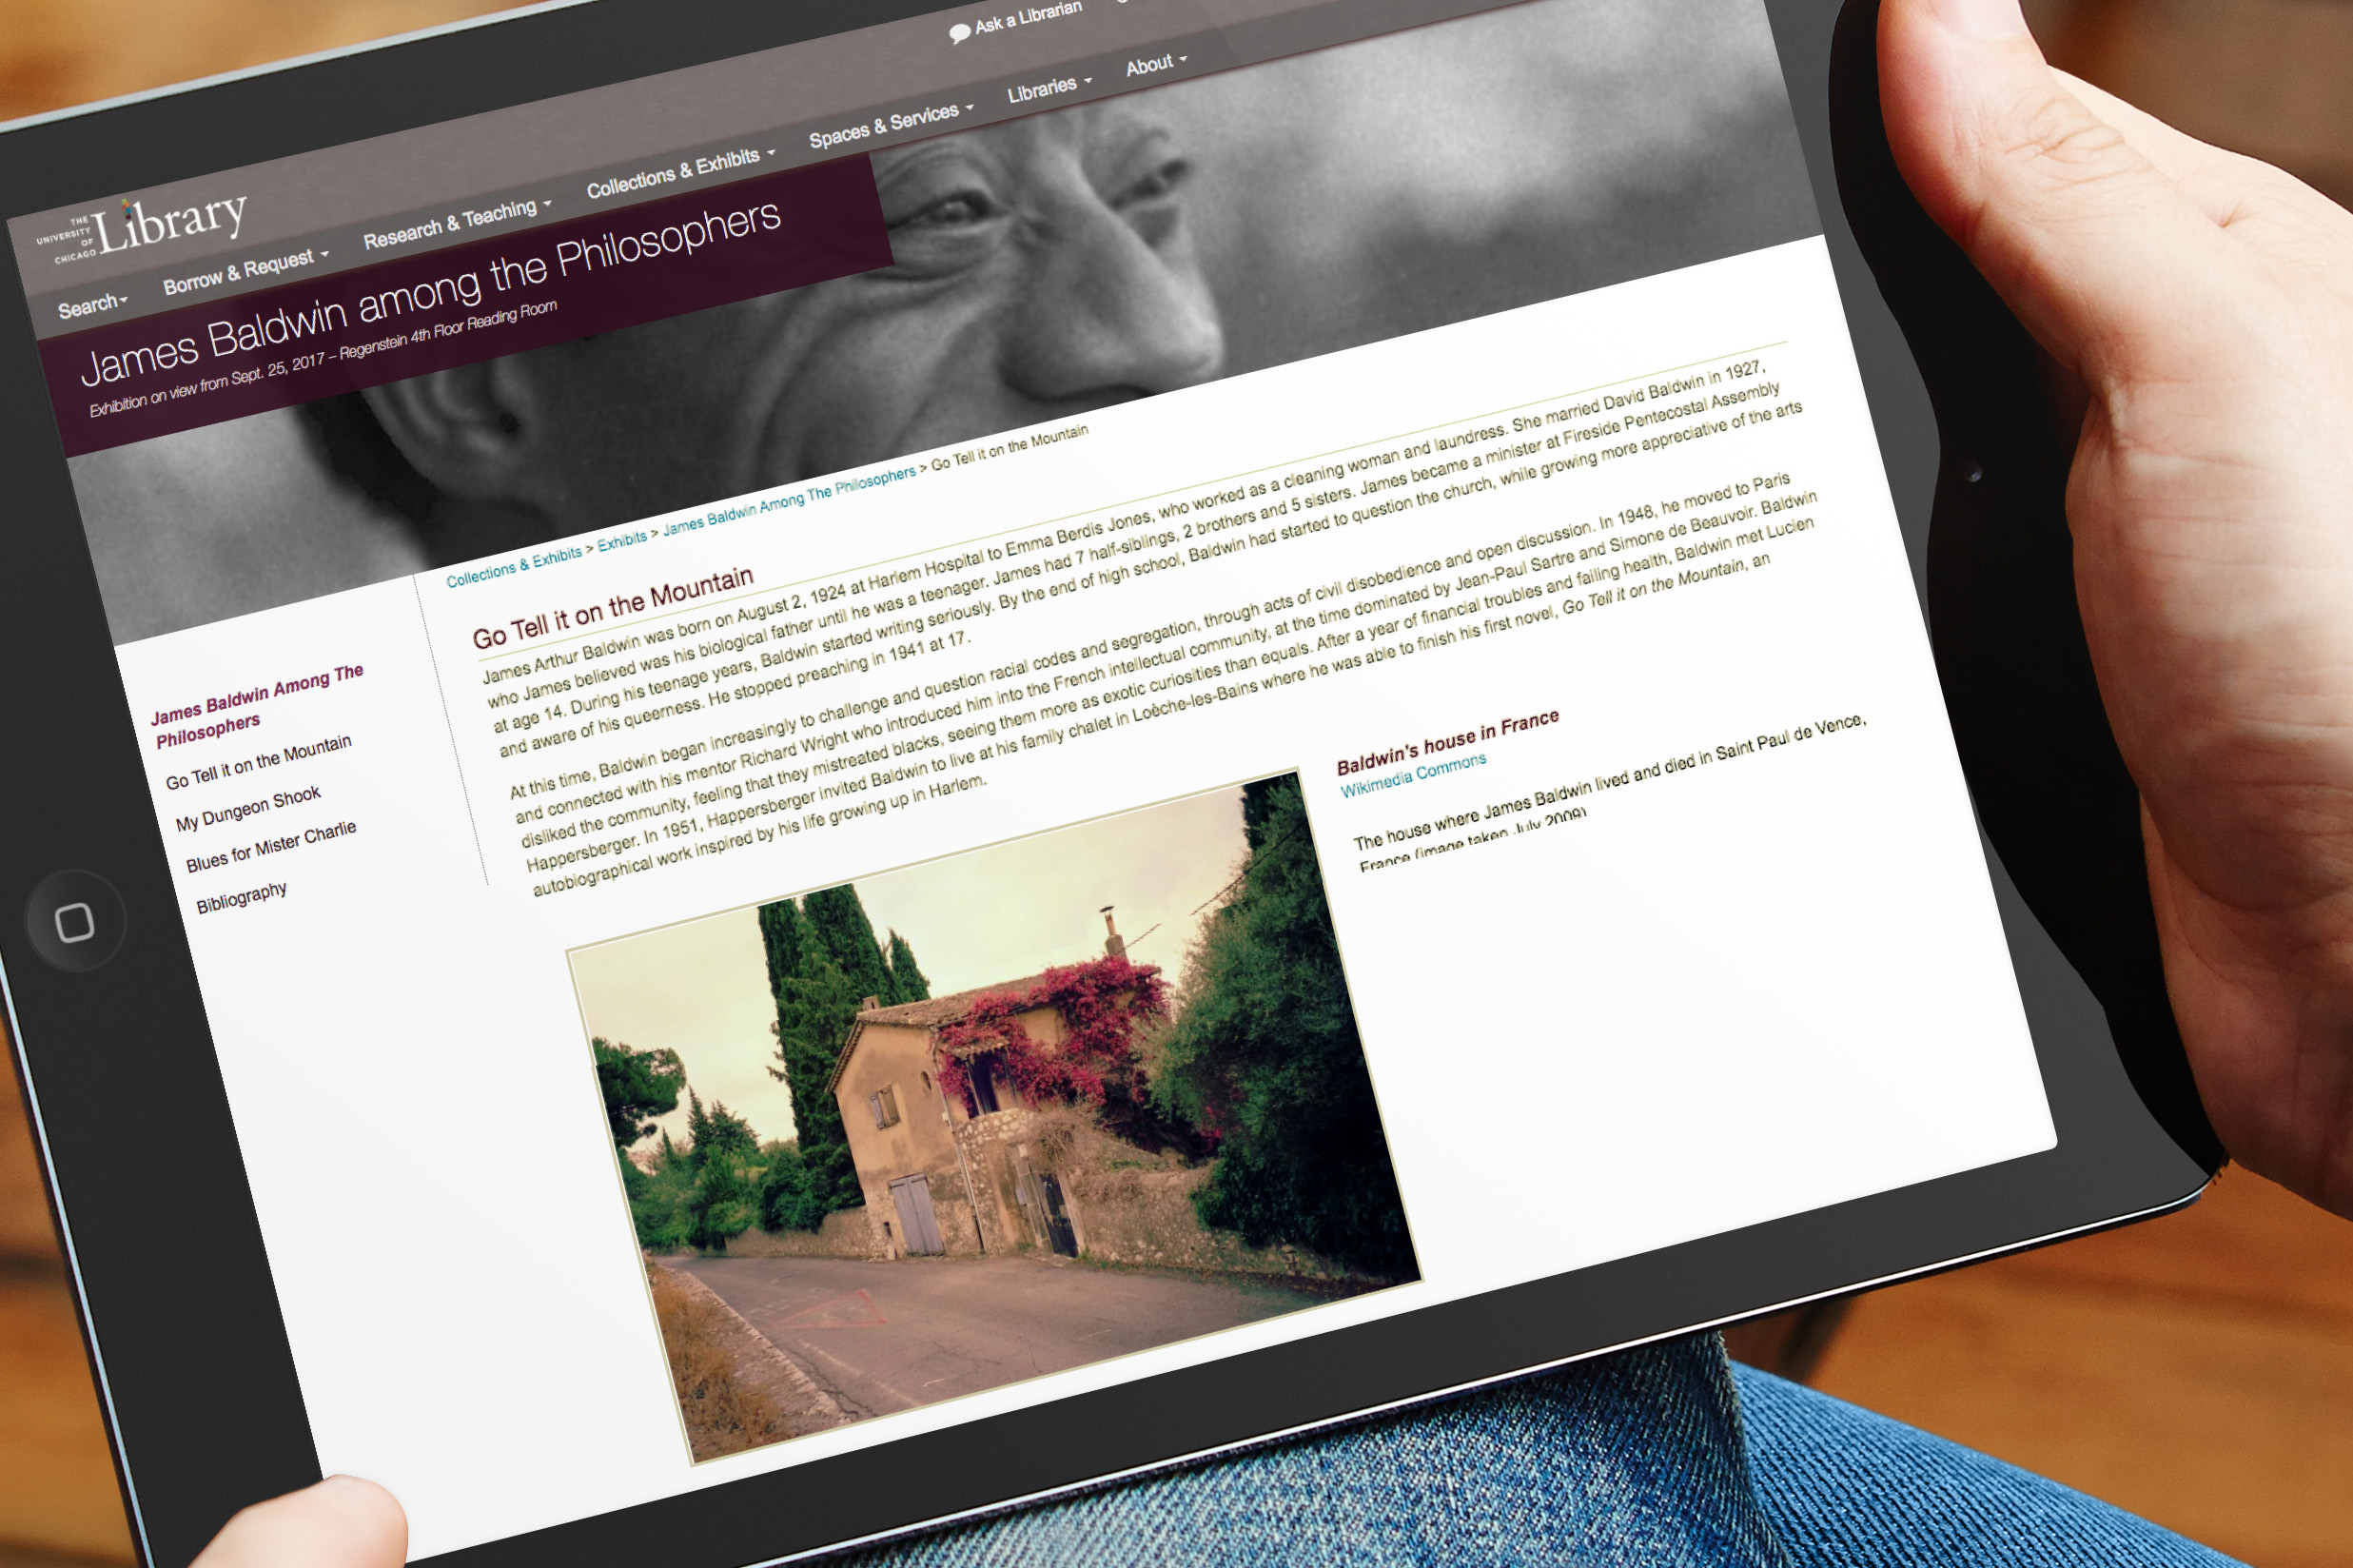 Ask a Librarian
THE
UNIVERSITY
OF
CHICAGO
Library
Search
Borrow & Request
Research & Teaching
Collections & Exhibits
Spaces & Services
Libraries
About
James Baldwin among the Philosophers
Exhibition on view from Sept. 25, 2017 – Regenstein 4th Floor Reading Room
Collections & Exhibits > Exhibits > James Baldwin Among The Philosophers > Go Tell it on the Mountain
James Baldwin Among The
Philosophers
Go Tell it on the Mountain
My Dungeon Shook
Blues for Mister Charlie
Bibliography
Go Tell it on the Mountain
James Arthur Baldwin was born on August 2, 1924 at Harlem Hospital to Emma Berdis Jones, who worked as a cleaning woman and laundress. She married David Baldwin in 1927,
who James believed was his biological father until he was a teenager. James had 7 half-siblings, 2 brothers and 5 sisters. James became a minister at Fireside Pentecostal Assembly
at age 14. During his teenage years, Baldwin started writing seriously. By the end of high school, Baldwin had started to question the church, while growing more appreciative of the arts
and aware of his queerness. He stopped preaching in 1941 at 17.
At this time, Baldwin began increasingly to challenge and question racial codes and segregation, through acts of civil disobedience and open discussion. In 1948, he moved to Paris
and connected with his mentor Richard Wright who introduced him into the French intellectual community, at the time dominated by Jean-Paul Sartre and Simone de Beauvoir. Baldwin
disliked the community, feeling that they mistreated blacks, seeing them more as exotic curiosities than equals. After a year of financial troubles and failing health, Baldwin met Lucien
Happersberger. In 1951, Happersberger invited Baldwin to live at his family chalet in Loèche-les-Bains where he was able to finish his first novel, Go Tell it on the Mountain, an
autobiographical work inspired by his life growing up in Harlem.
Baldwin's house in France
Wikimedia Commons
The house where James Baldwin lived and died in Saint Paul de Vence,
France (image taken July 2009)